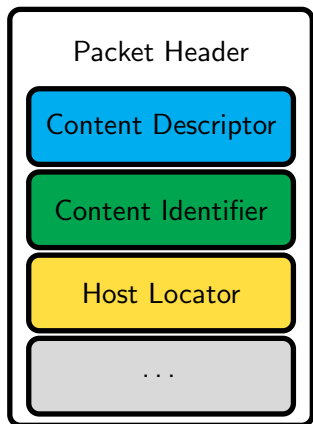 Packet Header
Content Descriptor
Content Identifier
Host Locator
...